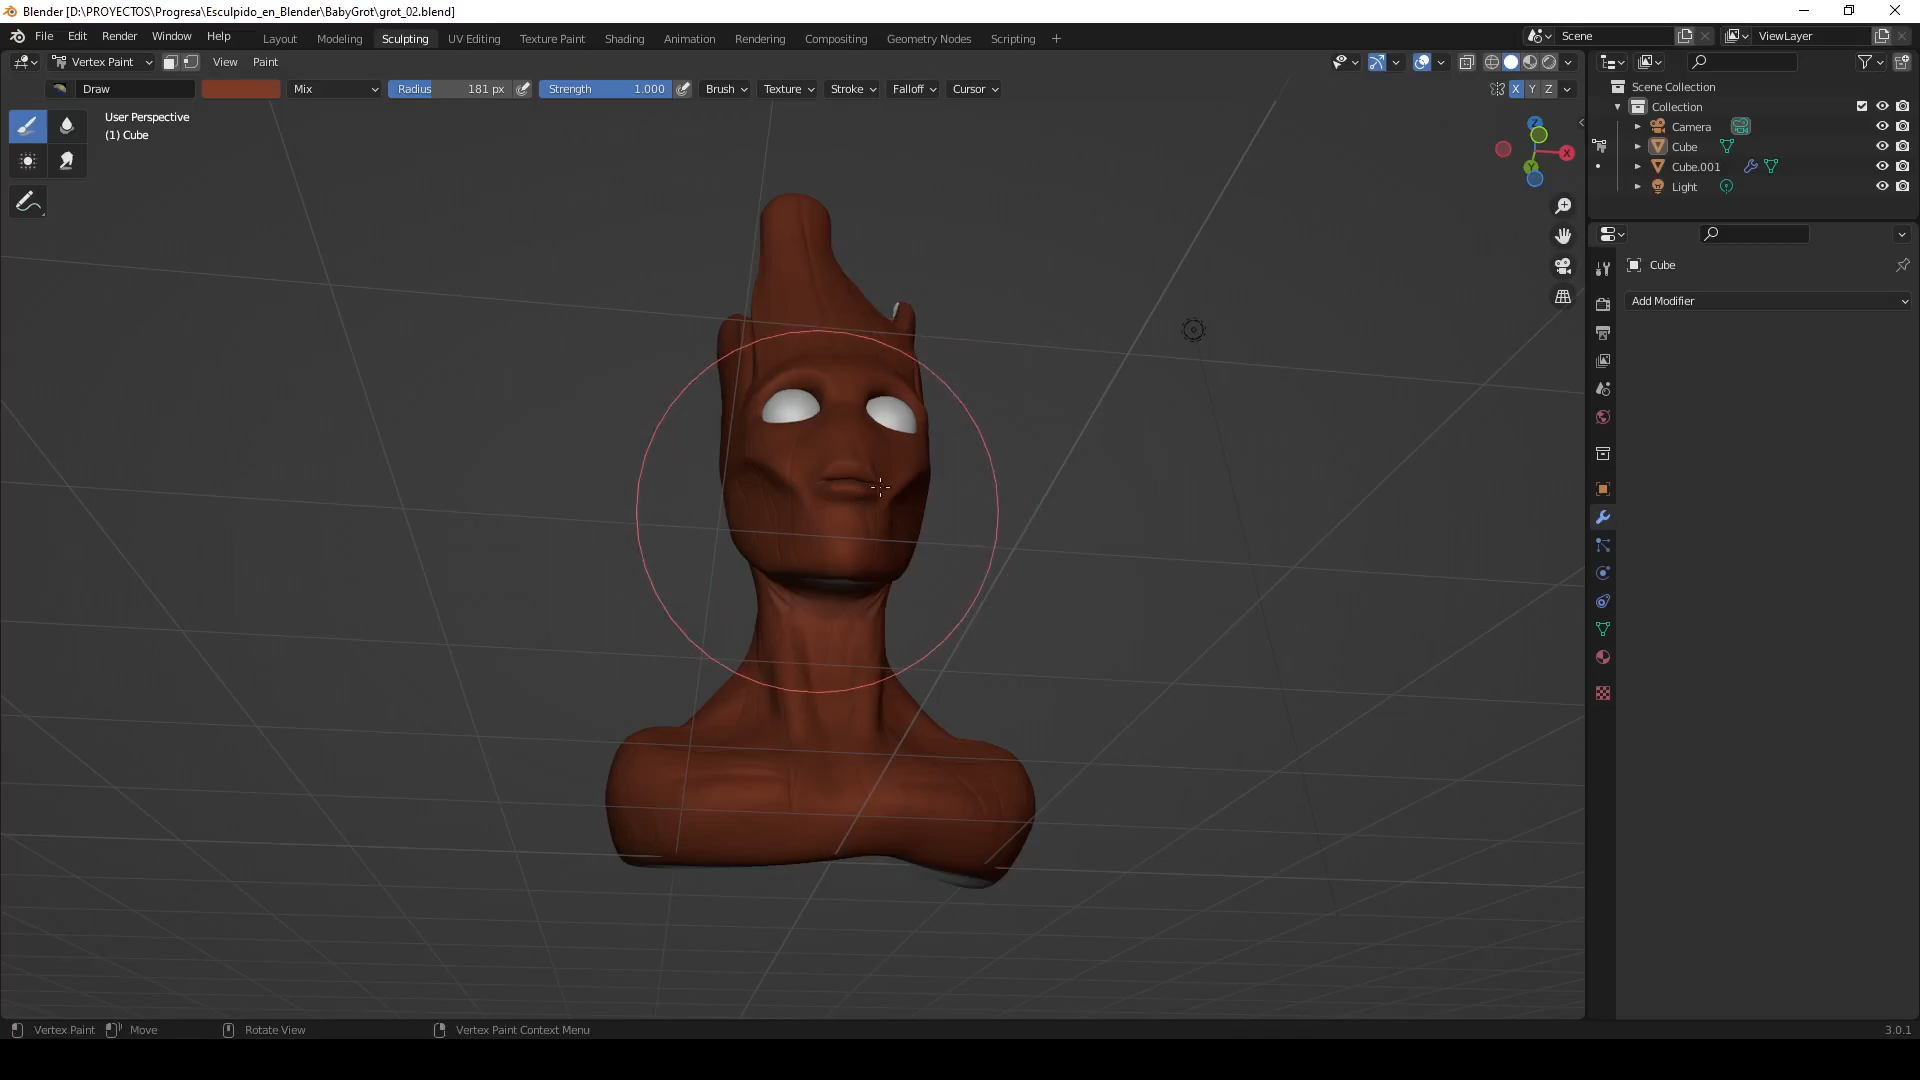 Blender [D:\PROYECTOS\Progresa\Esculpido_en_Blender\BabyGrot\grot_02.blend]
File Edit Render Window Help Layout Modeling Sculpting UV Editing Texture Paint Shading Animation Rendering Compositing Geometry Nodes Scripting + Scene ViewLayer
Vertex Paint View Paint
Draw Mix Radius 181 px Strength 1.000 Brush Texture Stroke Falloff Cursor X Y Z
User Perspective
(1) Cube
Z
X
Y
Scene Collection
Collection
Camera
Cube
Cube.001
Light
Cube
Add Modifier
Vertex Paint Move Rotate View Vertex Paint Context Menu 3.0.1